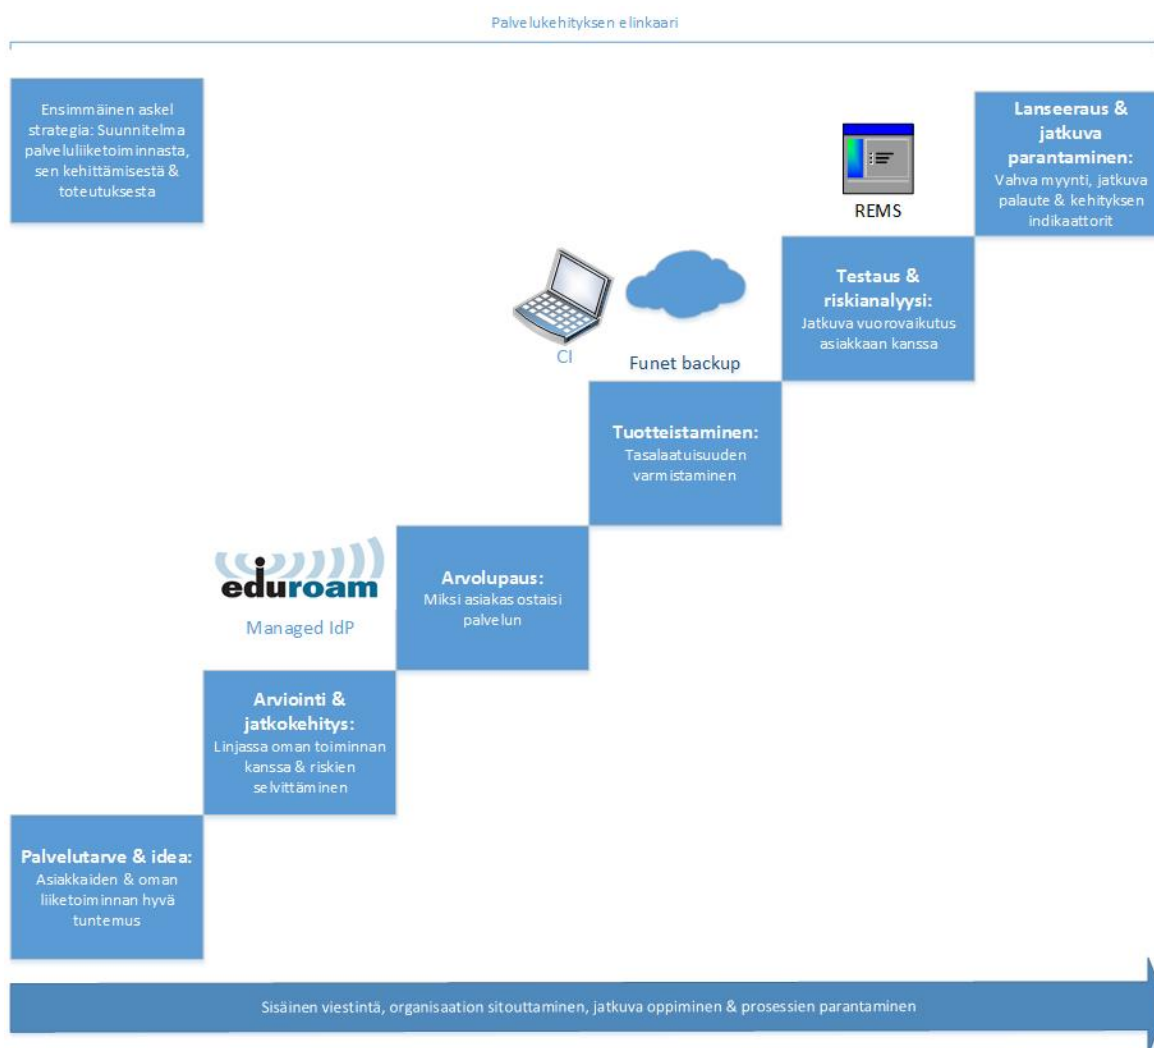 Palvelukehityksen elinkaari
Ensimmäinen askel
strategia: Suunnitelma
palveluliiketoiminnasta,
sen kehittämisestä &
toteutuksesta
Lanseeraus &
jatkuva
parantaminen:
Vahva myynti, jatkuva
palaute & kehityksen
indikaattorit
REMS
Testaus &
riskianalyysi:
Jatkuva vuorovaikutus
asiakkaan kanssa
CI
Funet backup
Tuotteistaminen:
Tasalaatuisuuden
varmistaminen
eduroam
Managed IdP
Arvolupaus:
Miksi asiakas ostaisi
palvelun
Arviointi &
jatkokehitys:
Linjassa oman toiminnan
kanssa & riskien
selvittäminen
Palvelutarve & idea:
Asiakkaiden & oman
liiketoiminnan hyvä
tuntemus
Sisäinen viestintä, organisaation sitouttaminen, jatkuva oppiminen & prosessien parantaminen